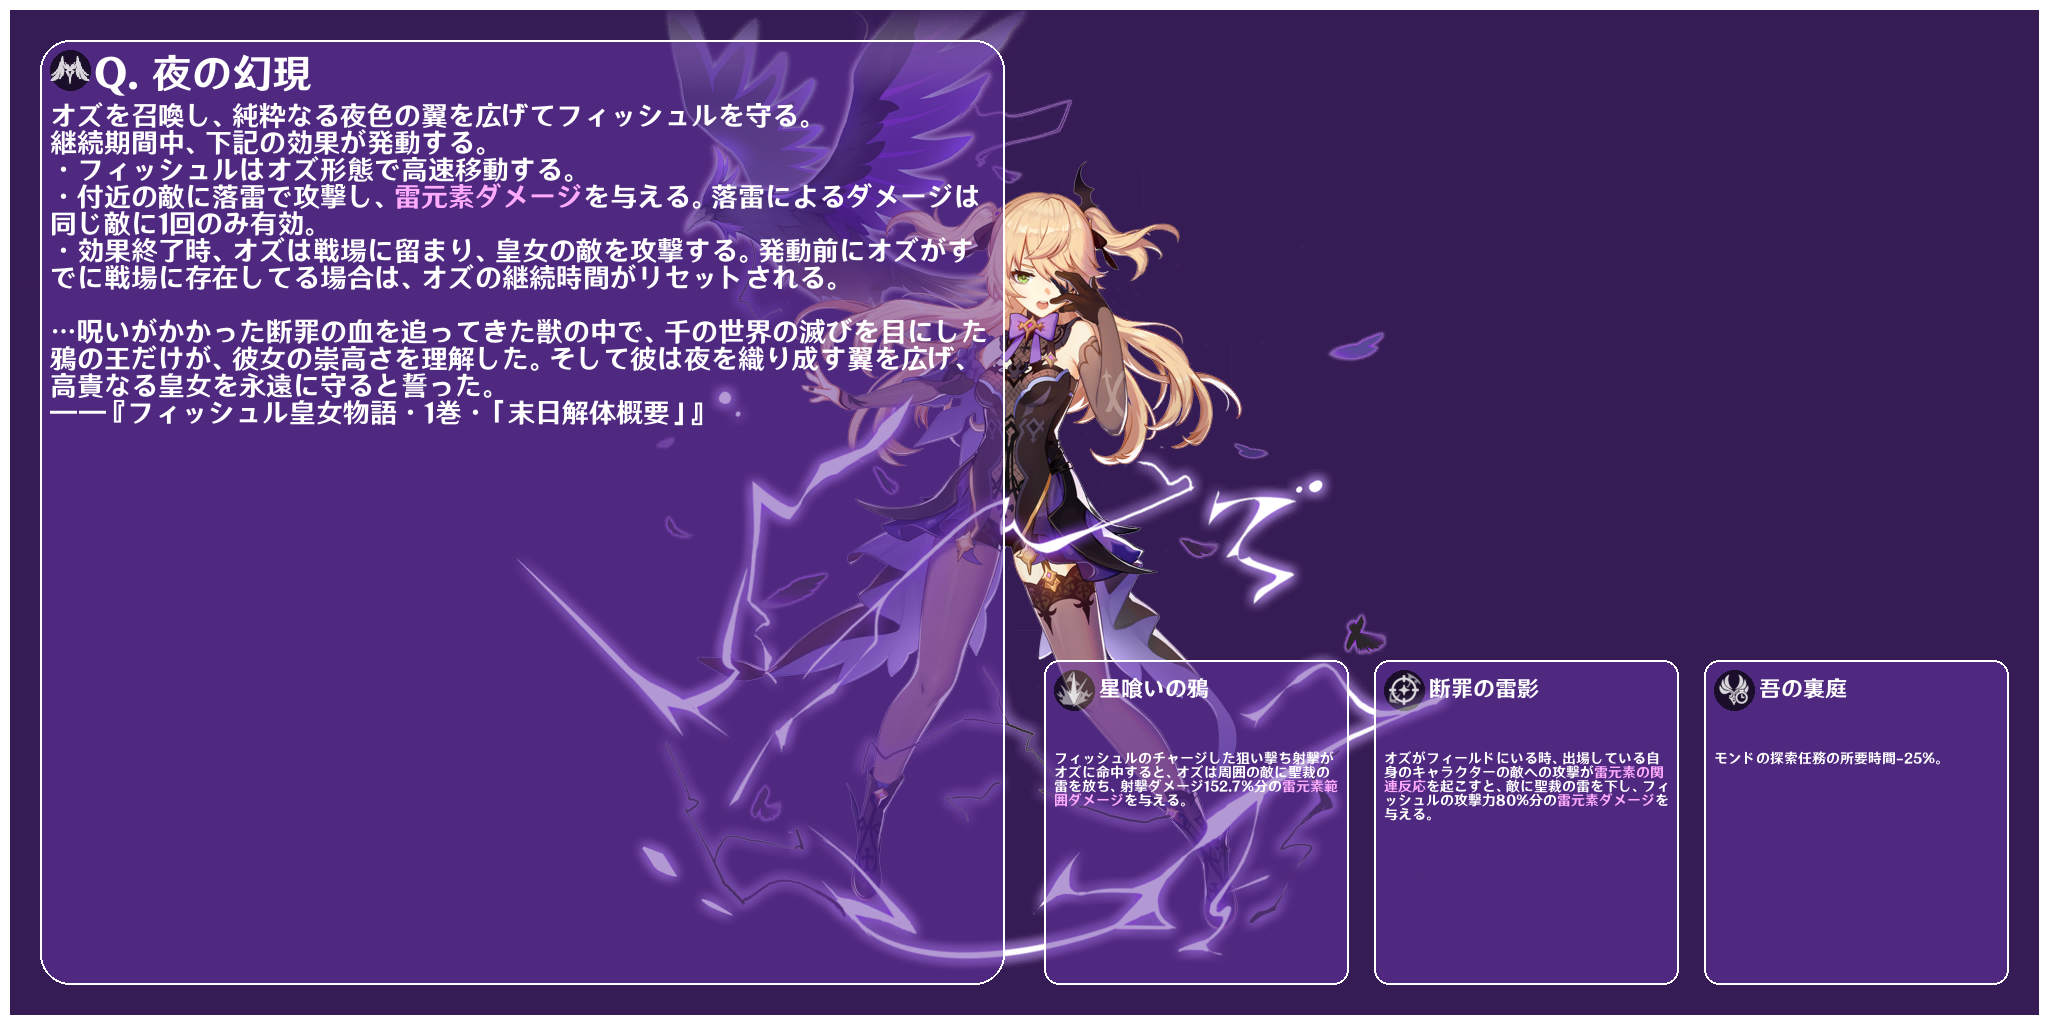 Q. 夜の幻現
オズを召喚し、純粋なる夜色の翼を広げてフィッシュルを守る。
継続期間中、下記の効果が発動する。
・フィッシュルはオズ形態で高速移動する。
・付近の敵に落雷で攻撃し、雷元素ダメージを与える。落雷によるダメージは
同じ敵に1回のみ有効。
・効果終了時、オズは戦場に留まり、皇女の敵を攻撃する。発動前にオズがす
でに戦場に存在してる場合は、オズの継続時間がリセットされる。
…呪いがかかった断罪の血を追ってきた獣の中で、千の世界の滅びを目にした
鴉の王だけが、彼女の崇高さを理解した。そして彼は夜を織り成す翼を広げ、
高貴なる皇女を永遠に守ると誓った。
——『フィッシュル皇女物語・1巻・「末日解体概要」』
星喰いの鴉
フィッシュルのチャージした狙い撃ち射撃が
オズに命中すると、オズは周囲の敵に聖裁の
雷を放ち、射撃ダメージ152.7%分の雷元素範
囲ダメージを与える。
断罪の雷影
オズがフィールドにいる時、出場している自
身のキャラクターの敵への攻撃が雷元素の関
連反応を起こすと、敵に聖裁の雷を下し、フィ
ッシュルの攻撃力80%分の雷元素ダメージを
与える。
吾の裏庭
モンドの探索任務の所要時間-25%。